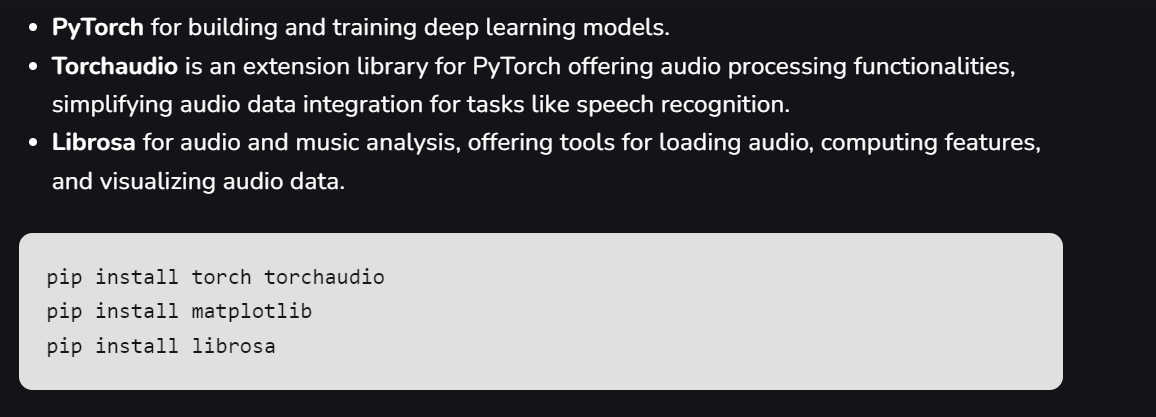 • PyTorch for building and training deep learning models.
• Torchaudio is an extension library for PyTorch offering audio processing functionalities,
simplifying audio data integration for tasks like speech recognition.
• Librosa for audio and music analysis, offering tools for loading audio, computing features,
and visualizing audio data.
pip install torch torchaudio
pip install matplotlib
pip install librosa